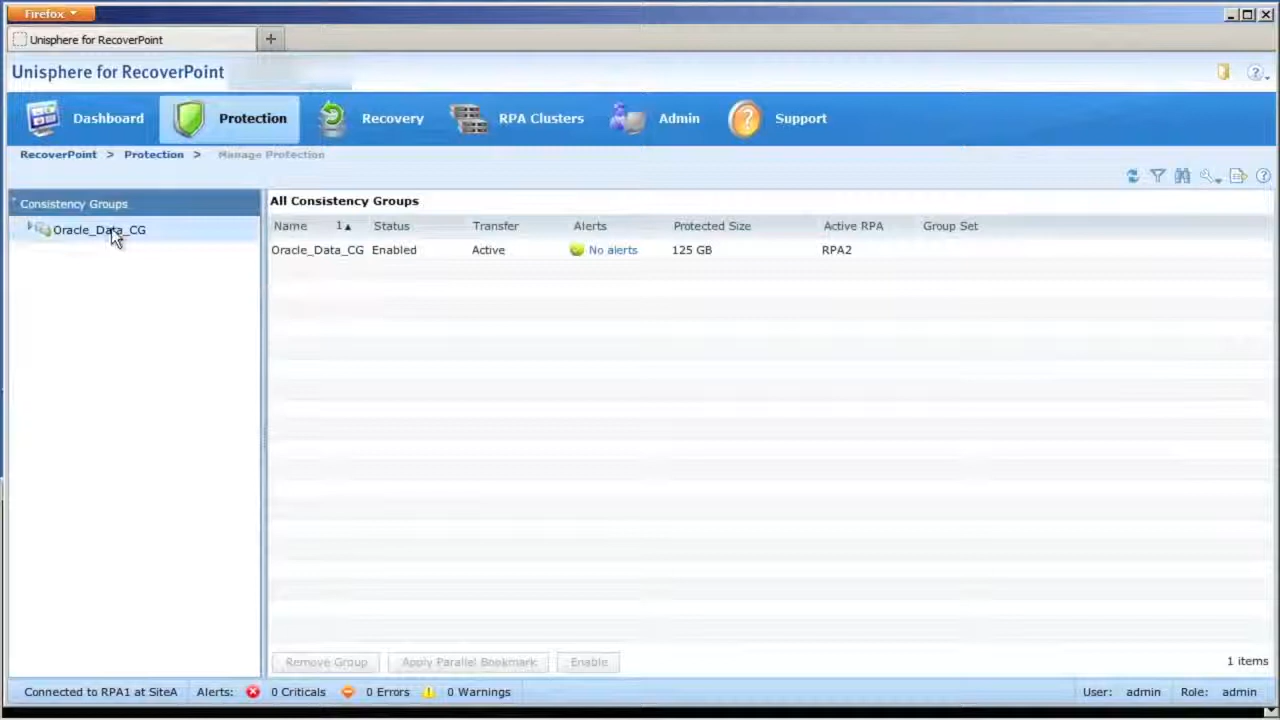 Firefox
Unisphere for RecoverPoint
+
Unisphere for RecoverPoint
Dashboard Protection Recovery RPA Clusters Admin Support
RecoverPoint > Protection > Manage Protection
Consistency Groups
Oracle_Data_CG
All Consistency Groups
Name 1▲ Status Transfer Alerts Protected Size Active RPA Group Set
Oracle_Data_CG Enabled Active No alerts 125 GB RPA2
Remove Group Apply Parallel Bookmark Enable 1 items
Connected to RPA1 at SiteA Alerts: 0 Criticals 0 Errors 0 Warnings User: admin Role: admin